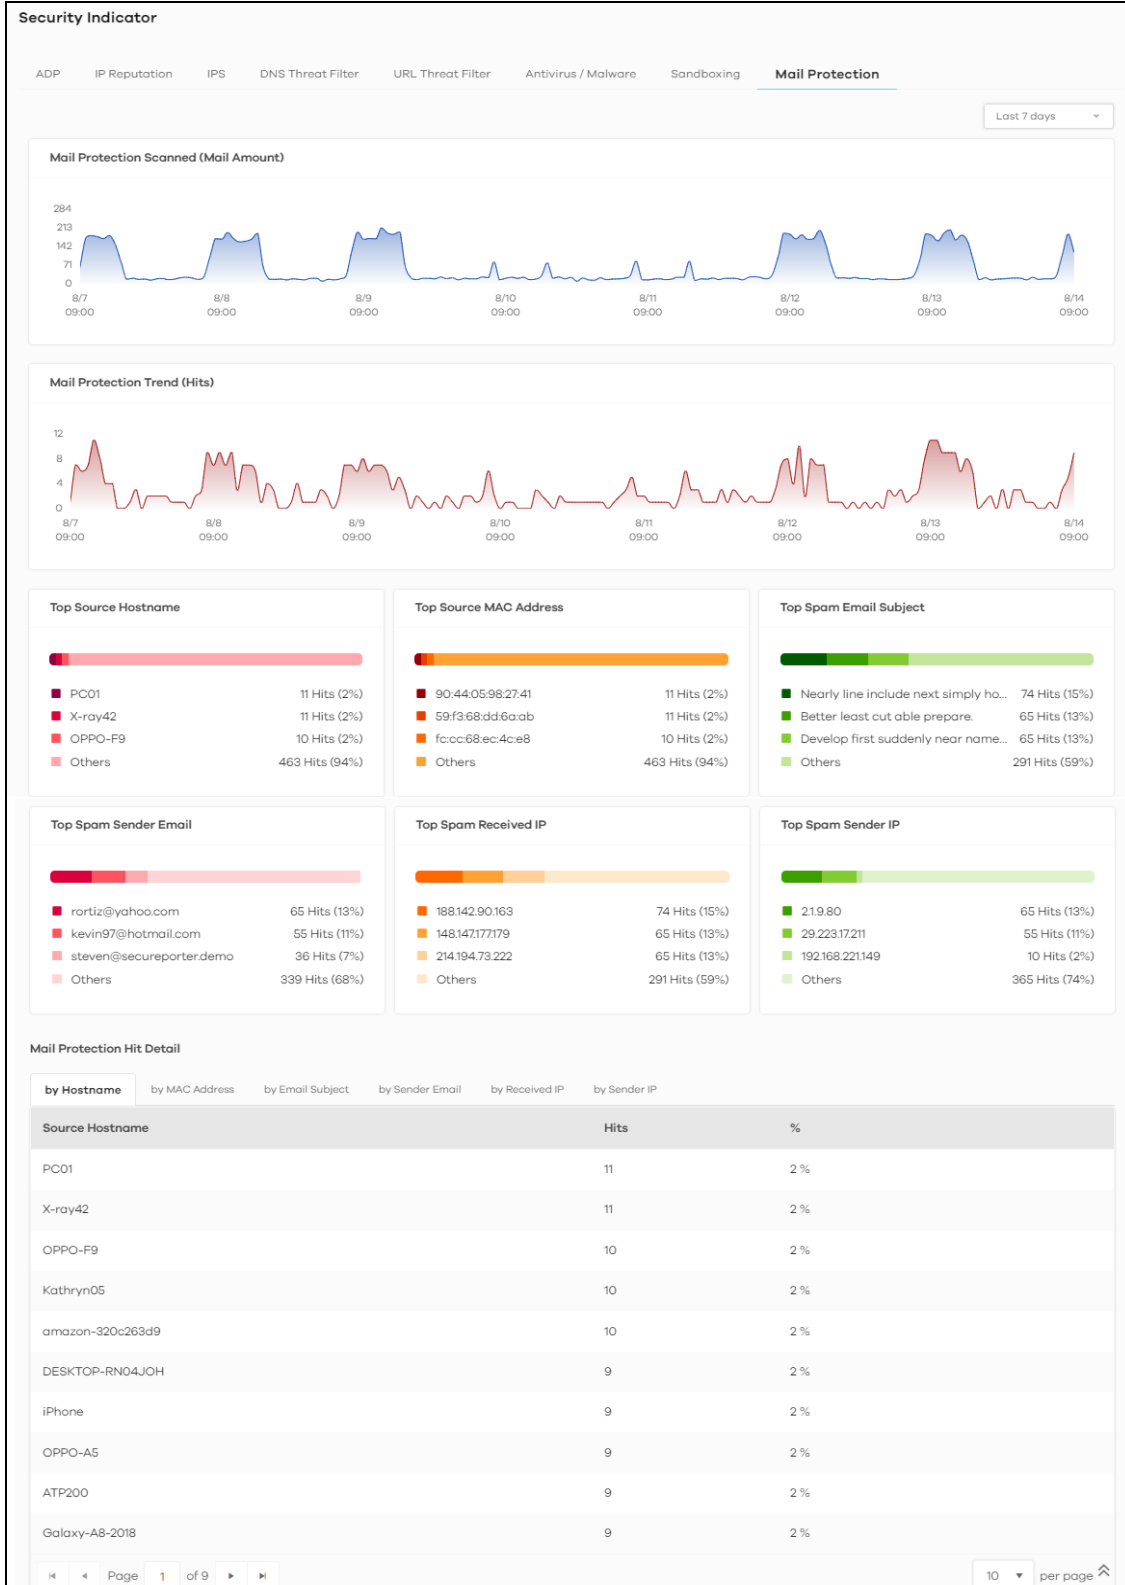 Security Indicator
ADP IP Reputation IPS DNS Threat Filter URL Threat Filter Antivirus / Malware Sandboxing Mail Protection
Last 7 days
Mail Protection Scanned (Mail Amount)
284
213
142
71
0
8/7 8/8 8/9 8/10 8/11 8/12 8/13 8/14
09:00 09:00 09:00 09:00 09:00 09:00 09:00 09:00
Mail Protection Trend (Hits)
12
8
4
0
8/7 8/8 8/9 8/10 8/11 8/12 8/13 8/14
09:00 09:00 09:00 09:00 09:00 09:00 09:00 09:00
Top Source Hostname
PC01 11 Hits (2%)
X-ray42 11 Hits (2%)
OPPO-F9 10 Hits (2%)
Others 463 Hits (94%)
Top Source MAC Address
90:44:05:98:27:41 11 Hits (2%)
59:f3:68:dd:6a:ab 11 Hits (2%)
fc:cc:68:ec:4c:e8 10 Hits (2%)
Others 463 Hits (94%)
Top Spam Email Subject
Nearly line include next simply ho... 74 Hits (15%)
Better least cut able prepare. 65 Hits (13%)
Develop first suddenly near name... 65 Hits (13%)
Others 291 Hits (59%)
Top Spam Sender Email
rortiz@yahoo.com 65 Hits (13%)
kevin97@hotmail.com 55 Hits (11%)
steven@secureporter.demo 36 Hits (7%)
Others 339 Hits (68%)
Top Spam Received IP
188.142.90.163 74 Hits (15%)
148.147.177.179 65 Hits (13%)
214.194.73.222 65 Hits (13%)
Others 291 Hits (59%)
Top Spam Sender IP
2.1.9.80 65 Hits (13%)
29.223.17.211 55 Hits (11%)
192.168.221.149 10 Hits (2%)
Others 365 Hits (74%)
Mail Protection Hit Detail
by Hostname by MAC Address by Email Subject by Sender Email by Received IP by Sender IP
Source Hostname Hits %
PC01 11 2 %
X-ray42 11 2 %
OPPO-F9 10 2 %
Kathryn05 10 2 %
amazon-320c263d9 10 2 %
DESKTOP-RN04JOH 9 2 %
iPhone 9 2 %
OPPO-A5 9 2 %
ATP200 9 2 %
Galaxy-A8-2018 9 2 %
Page 1 of 9 10 per page